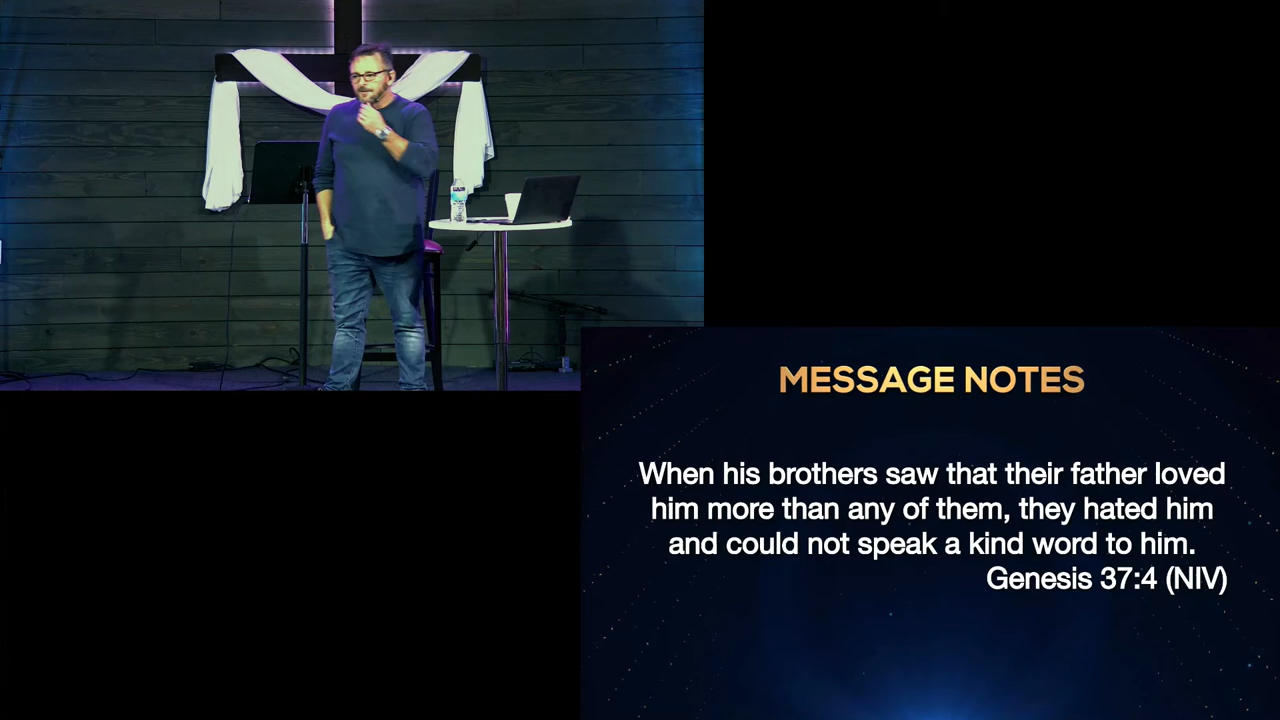 MESSAGE NOTES
When his brothers saw that their father loved
him more than any of them, they hated him
and could not speak a kind word to him.
Genesis 37:4 (NIV)